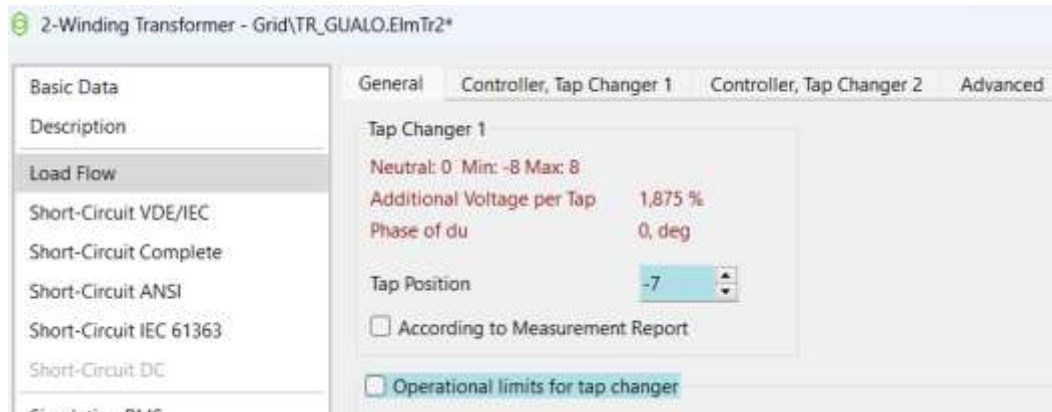 2-Winding Transformer - Grid\TR_GUALO.ElmTr2*
Basic Data
Description
Load Flow
Short-Circuit VDE/IEC
Short-Circuit Complete
Short-Circuit ANSI
Short-Circuit IEC 61363
Short-Circuit DC
General Controller, Tap Changer 1 Controller, Tap Changer 2 Advanced
Tap Changer 1
Neutral: 0 Min: -8 Max: 8
Additional Voltage per Tap 1,875 %
Phase of du 0, deg
Tap Position -7
According to Measurement Report
Operational limits for tap changer